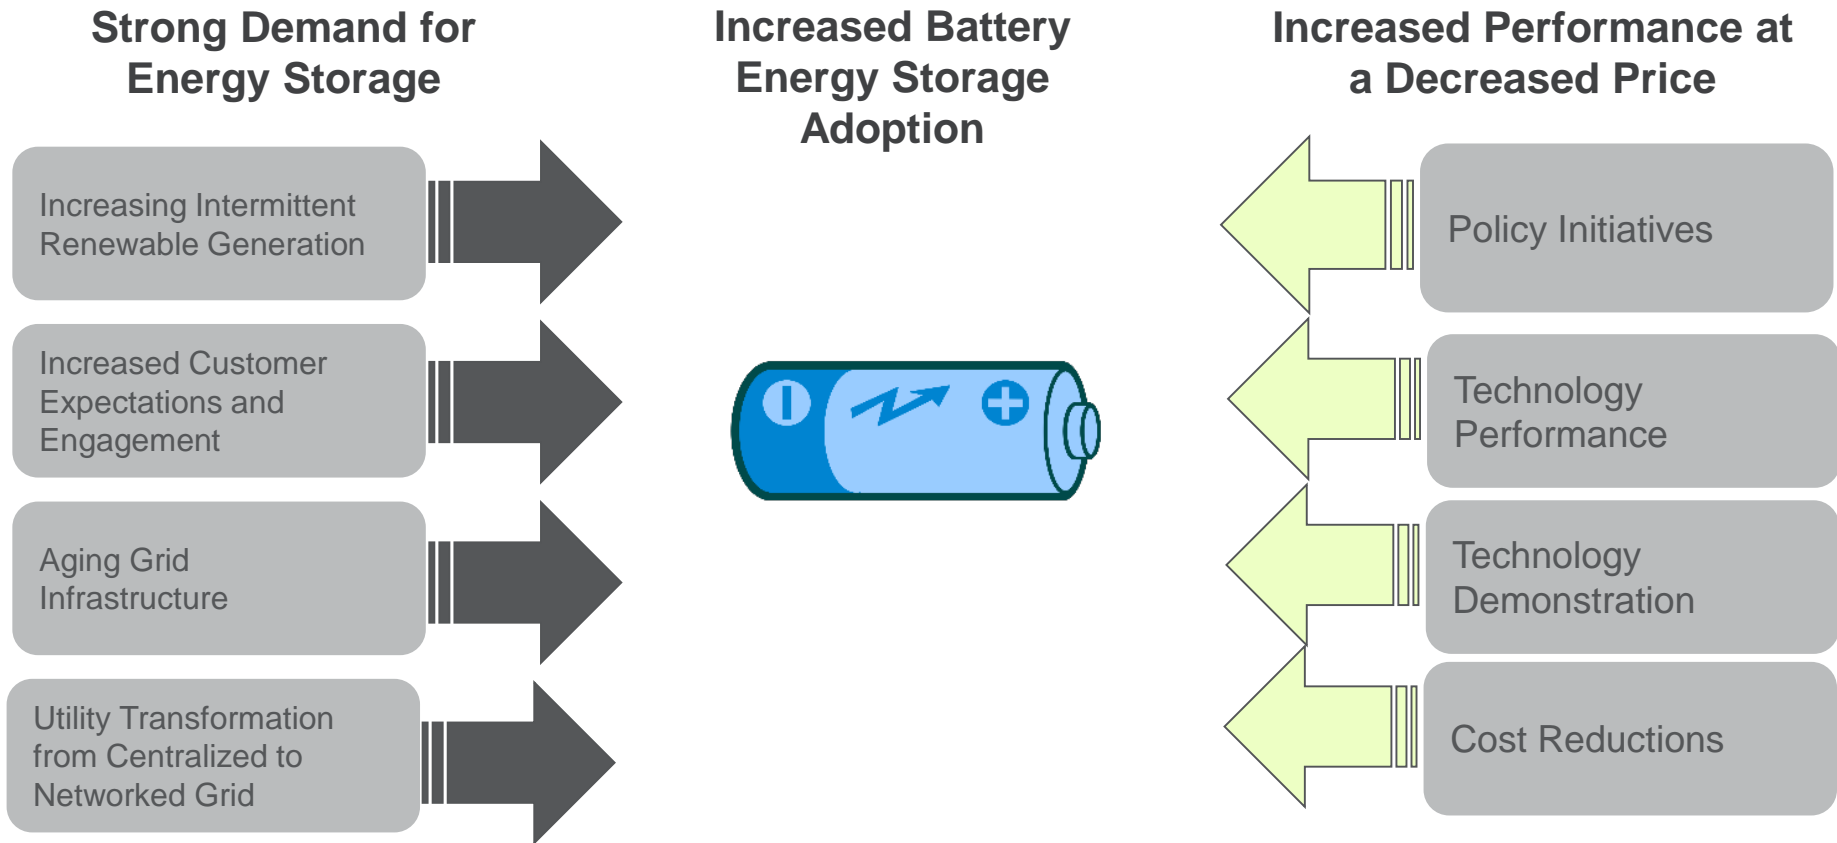 Strong Demand for
Energy Storage
Increasing Intermittent
Renewable Generation
Increased Customer
Expectations and
Engagement
Aging Grid
Infrastructure
Utility Transformation
from Centralized to
Networked Grid
Increased Battery
Energy Storage
Adoption
Increased Performance at
a Decreased Price
Policy Initiatives
Technology
Performance
Technology
Demonstration
Cost Reductions